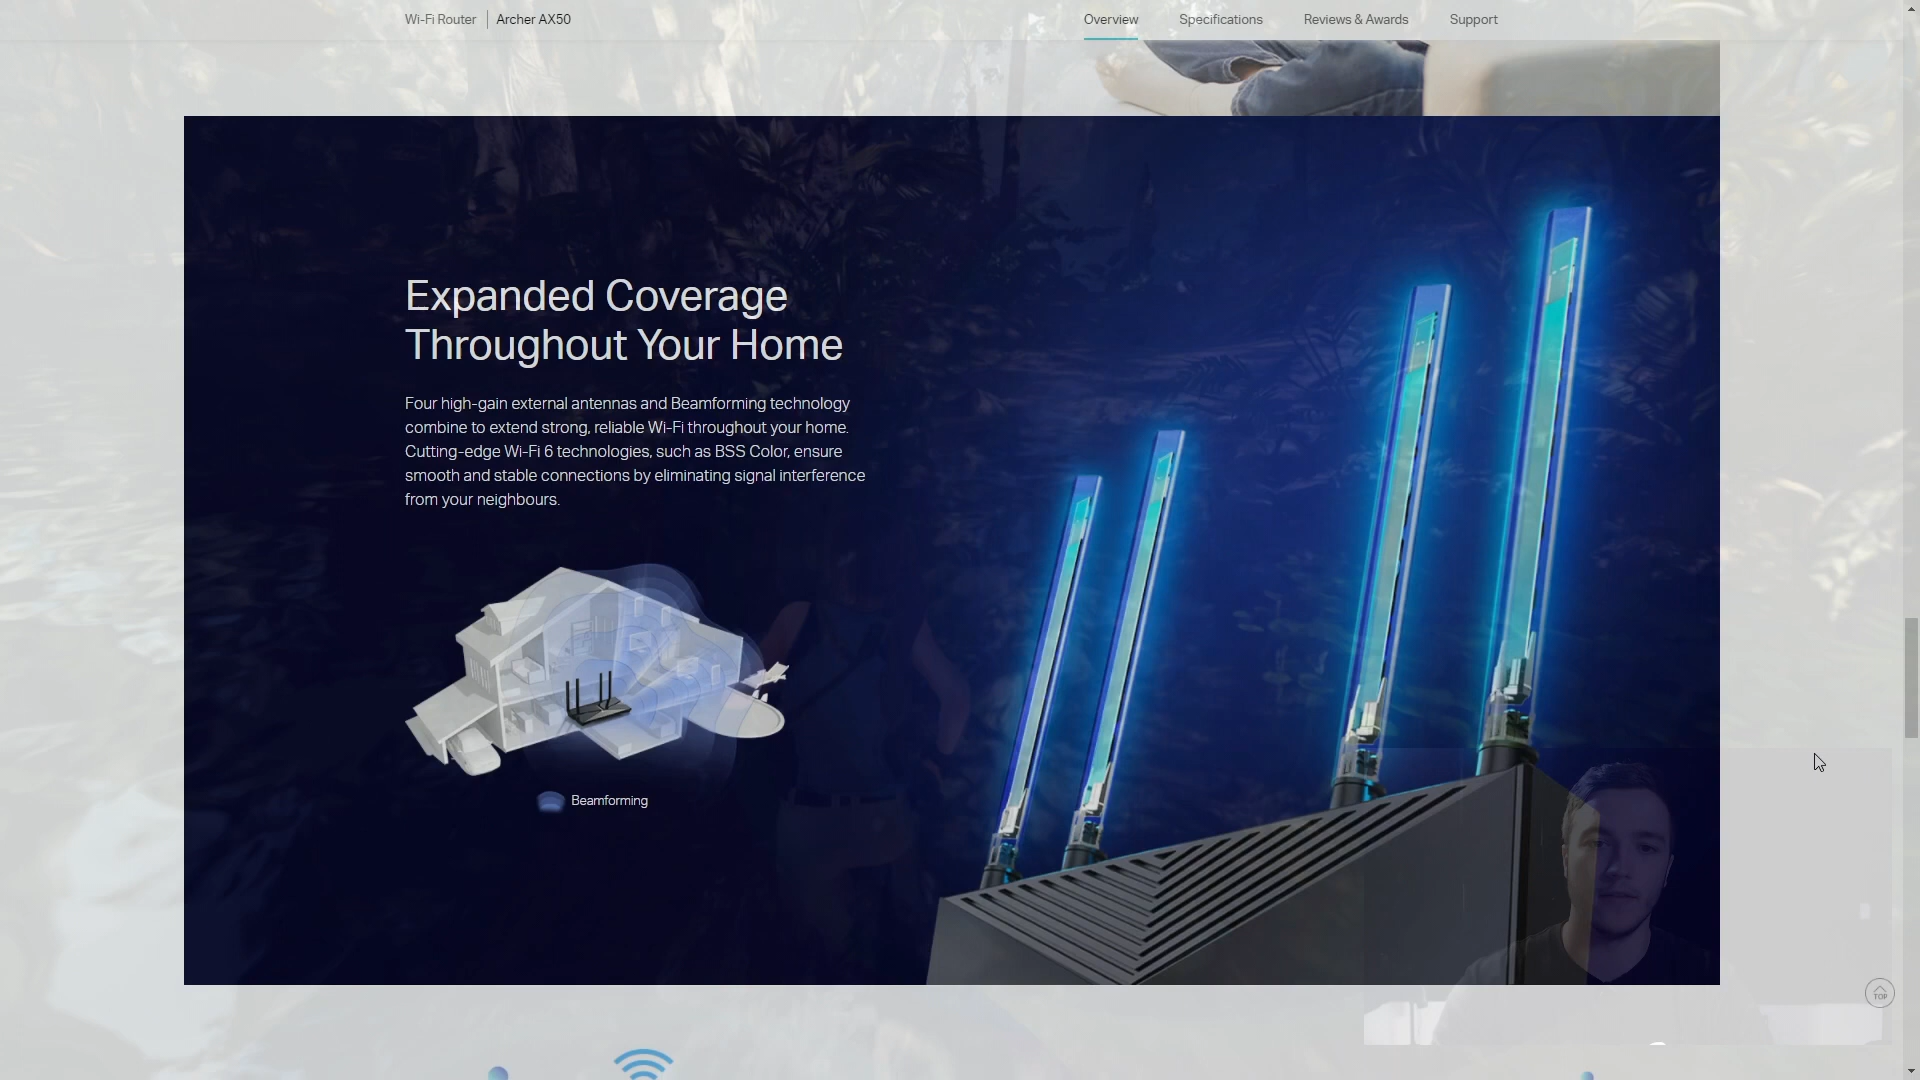 Wi-Fi Router
Archer AX50
Overview
Specifications
Reviews & Awards
Support
Expanded Coverage
Throughout Your Home
Four high-gain external antennas and Beamforming technology
combine to extend strong, reliable Wi-Fi throughout your home.
Cutting-edge Wi-Fi 6 technologies, such as BSS Color, ensure
smooth and stable connections by eliminating signal interference
from your neighbours.
Beamforming
TOP